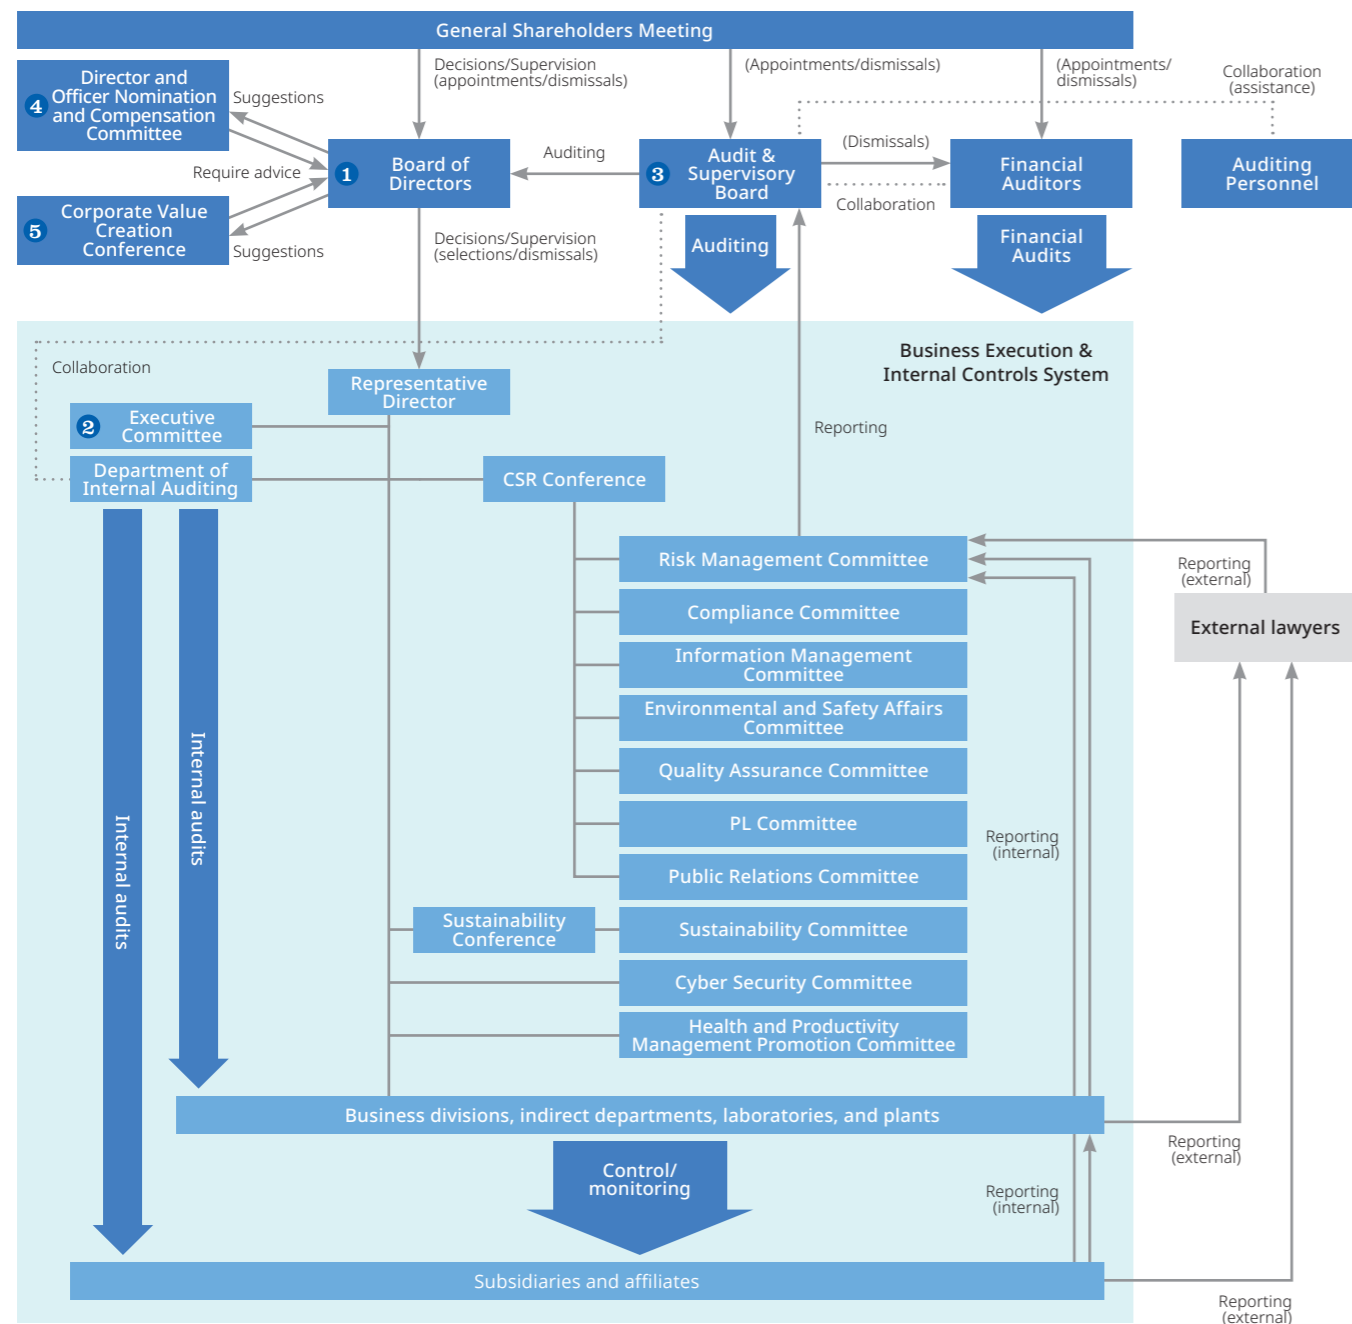 General Shareholders Meeting
Decisions/Supervision
(appointments/dismissals)
(Appointments/dismissals)
(Appointments/
dismissals)
Collaboration
(assistance)
4
Director and
Officer Nomination
and Compensation
Committee
Suggestions
Require advice
1
Board of
Directors
Auditing
3
Audit &
Supervisory
Board
(Dismissals)
Collaboration
Financial
Auditors
Auditing
Personnel
5
Corporate Value
Creation
Conference
Suggestions
Decisions/Supervision
(selections/dismissals)
Auditing
Financial
Audits
Business Execution &
Internal Controls System
Collaboration
Representative
Director
2
Executive
Committee
Reporting
Department of
Internal Auditing
CSR Conference
Risk Management Committee
Reporting
(external)
Compliance Committee
External lawyers
Information Management
Committee
Environmental and Safety Affairs
Committee
Quality Assurance Committee
PL Committee
Reporting
(internal)
Public Relations Committee
Internal audits
Internal audits
Sustainability
Conference
Sustainability Committee
Cyber Security Committee
Health and Productivity
Management Promotion Committee
Business divisions, indirect departments, laboratories, and plants
Reporting
(external)
Control/
monitoring
Reporting
(internal)
Subsidiaries and affiliates
Reporting
(external)